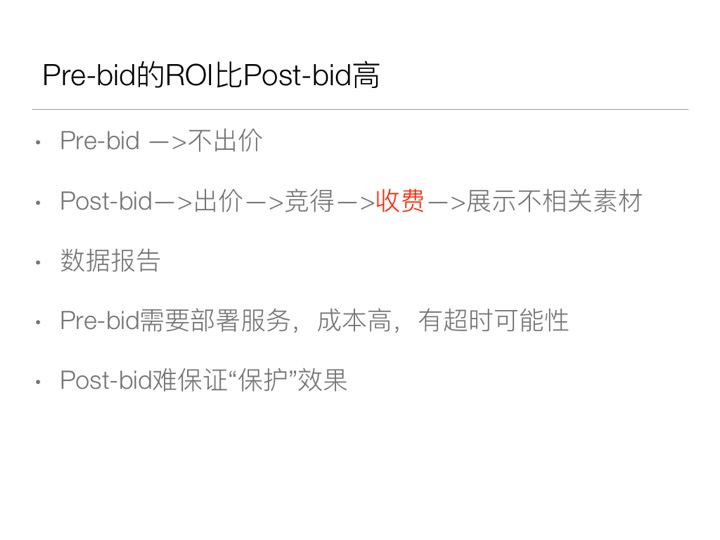 Pre-bid的ROI比Post-bid高
• Pre-bid —>不出价
• Post-bid—>出价—>竞得—>收费—>展示不相关素材
• 数据报告
• Pre-bid需要部署服务，成本高，有超时可能性
• Post-bid难保证“保护”效果